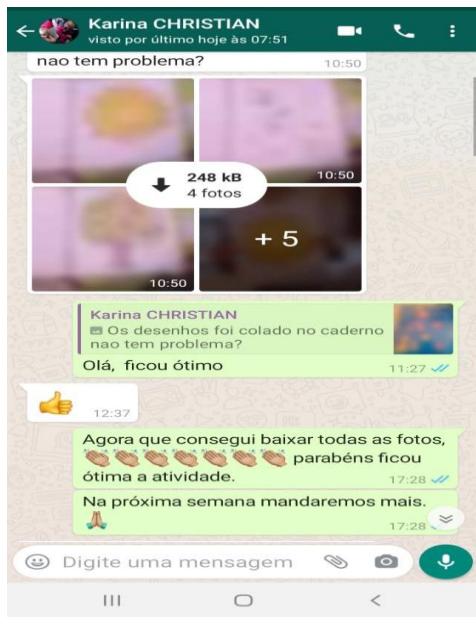 Karina CHRISTIAN
visto por último hoje às 07:51
nao tem problema?
10:50
10:50
248 kB
4 fotos
+ 5
10:50
Karina CHRISTIAN
Os desenhos foi colado no caderno
nao tem problema?
Olá, ficou ótimo
11:27
12:37
Agora que consegui baixar todas as fotos,
parabéns ficou
ótima a atividade.
17:28
Na próxima semana mandaremos mais.
17:28
Digite uma mensagem